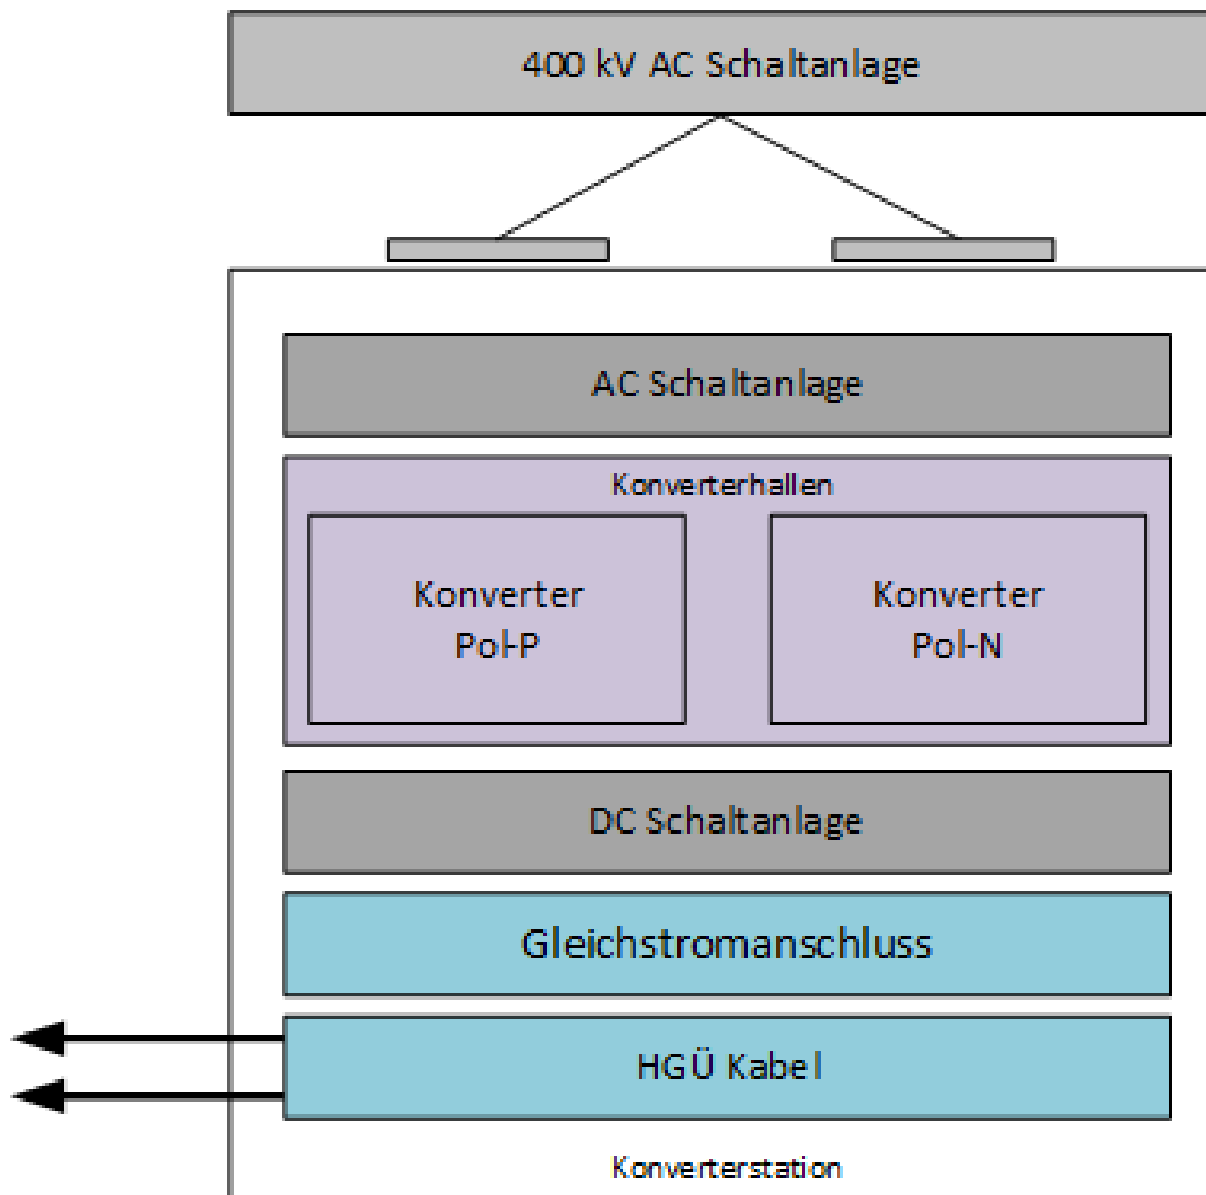 400 kV AC Schaltanlage
AC Schaltanlage
Konverterhallen
Konverter
Pol-P
Konverter
Pol-N
DC Schaltanlage
Gleichstromanschluss
HGÜ Kabel
Konverterstation